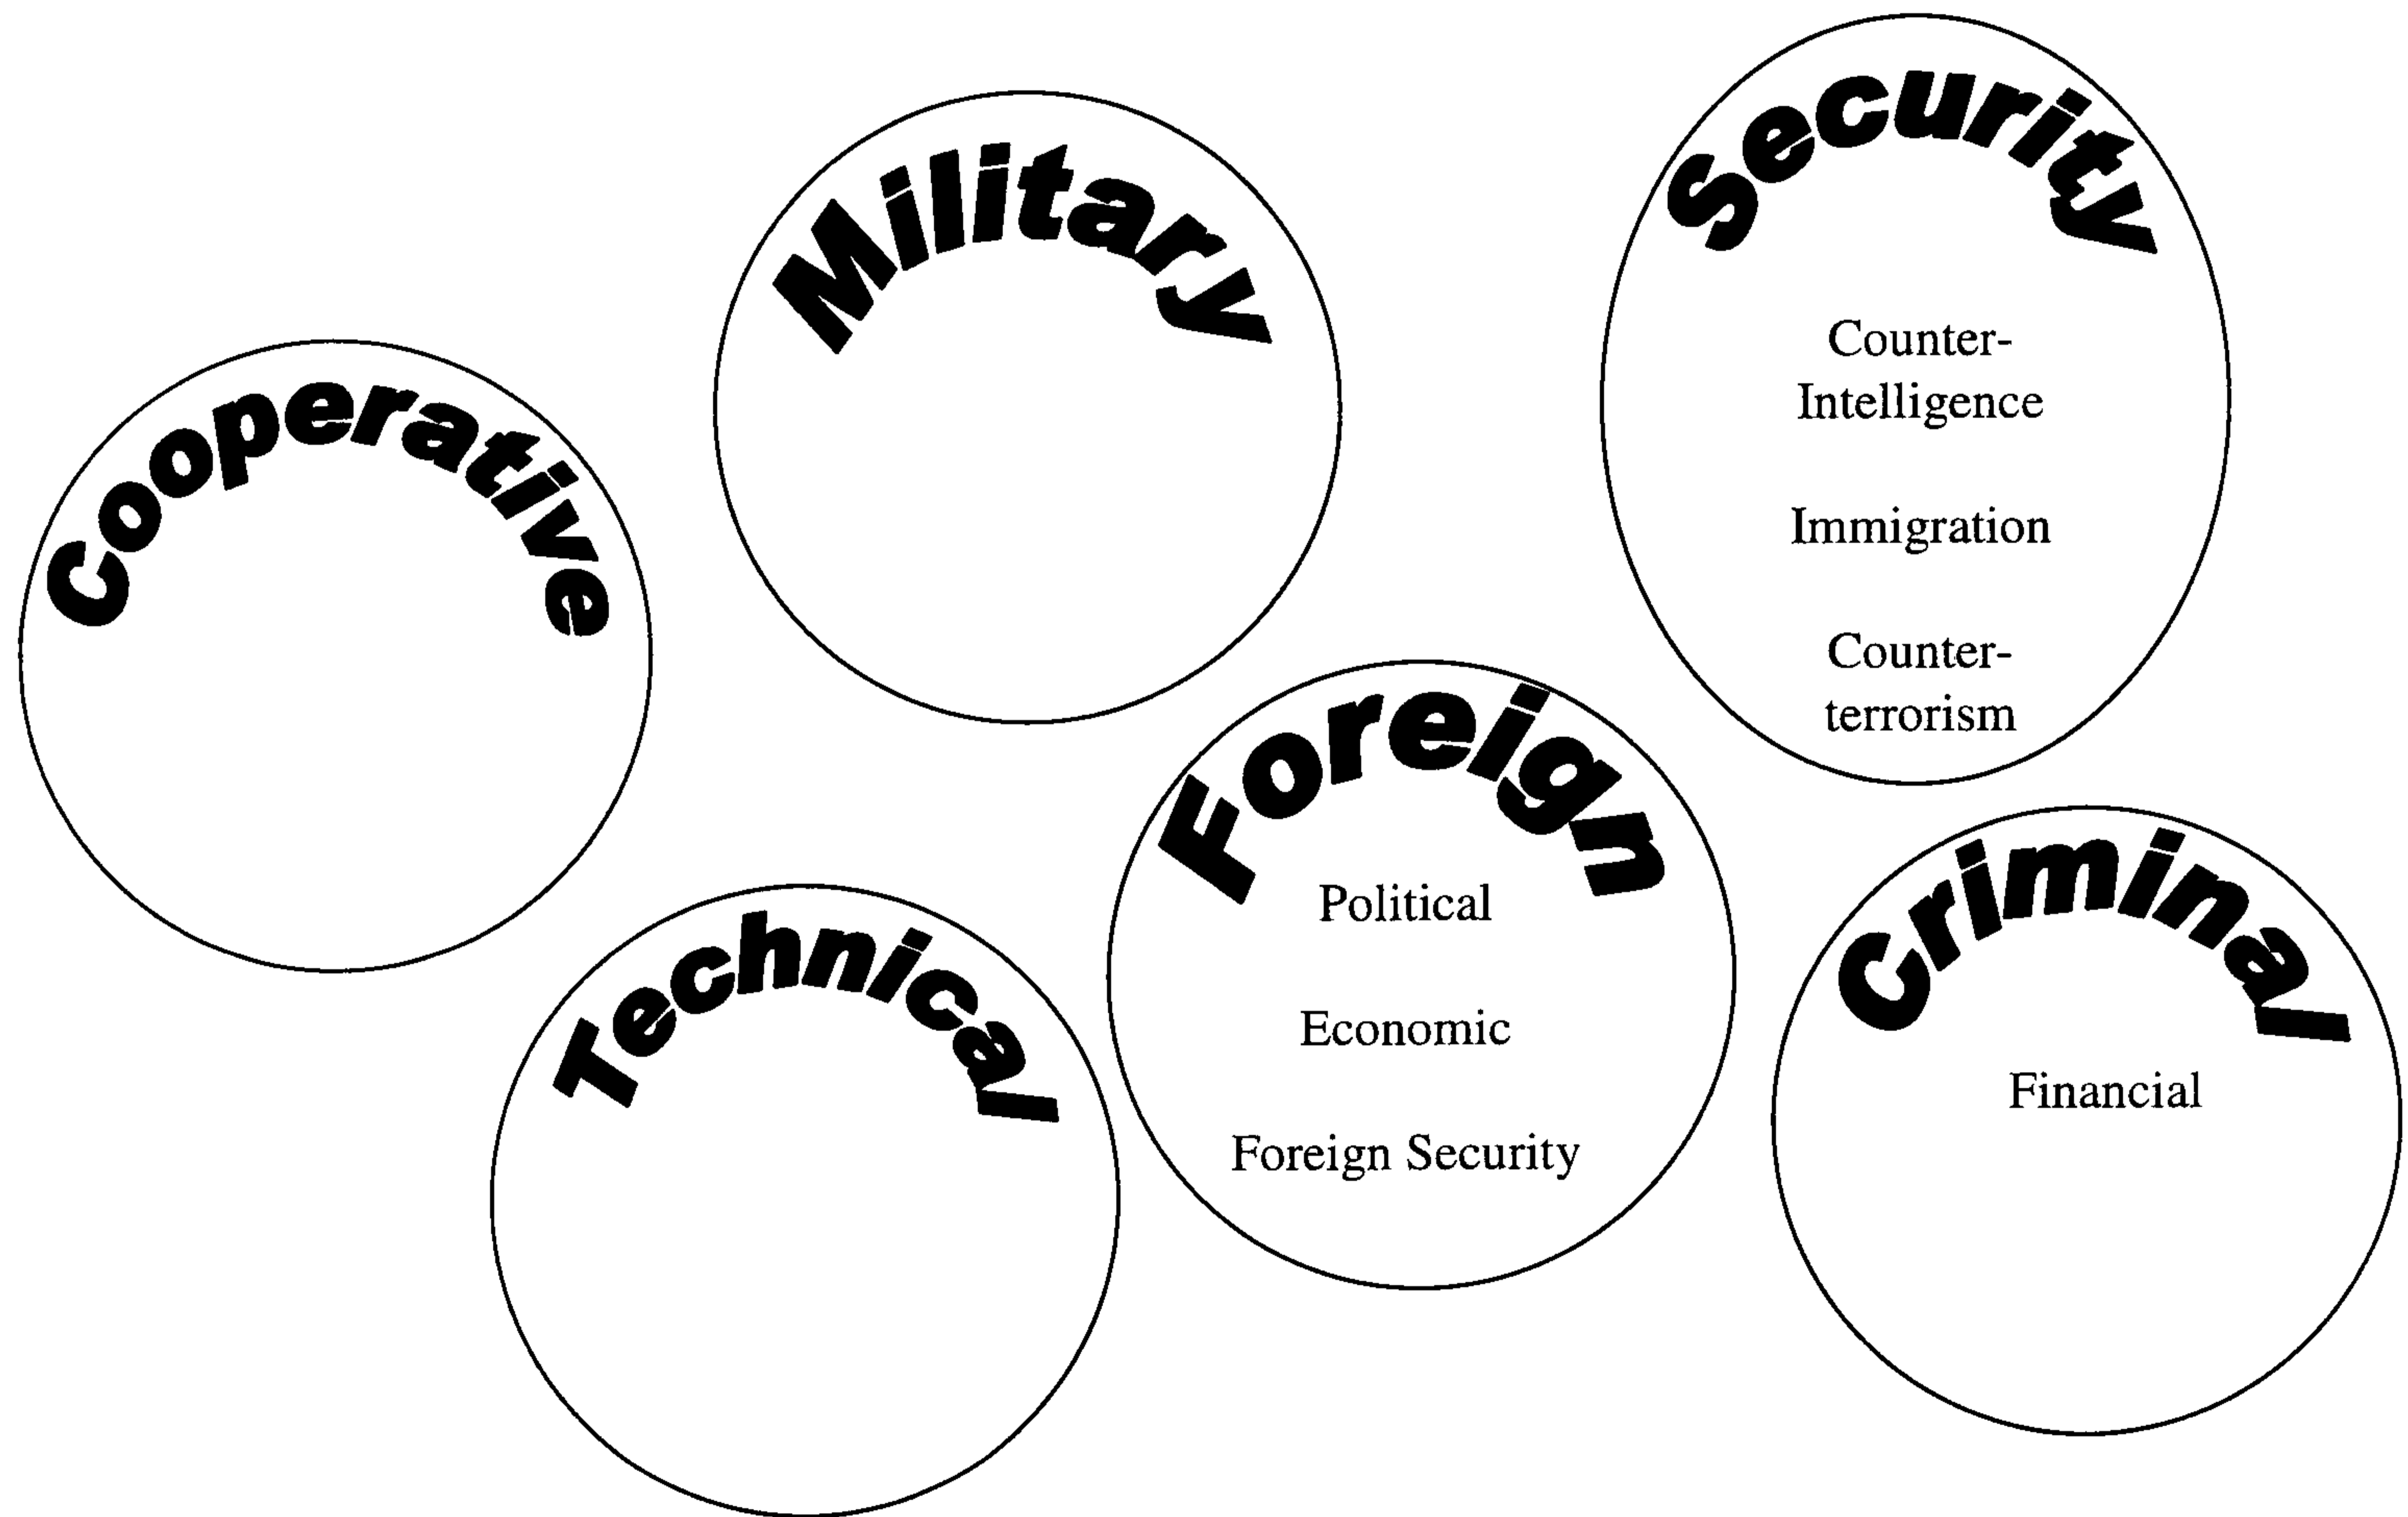 Cooperative
Military
Security
Counter-
Intelligence
Immigration
Counter-
terrorism
Technical
Foreign
Political
Economic
Foreign Security
Criminal
Financial